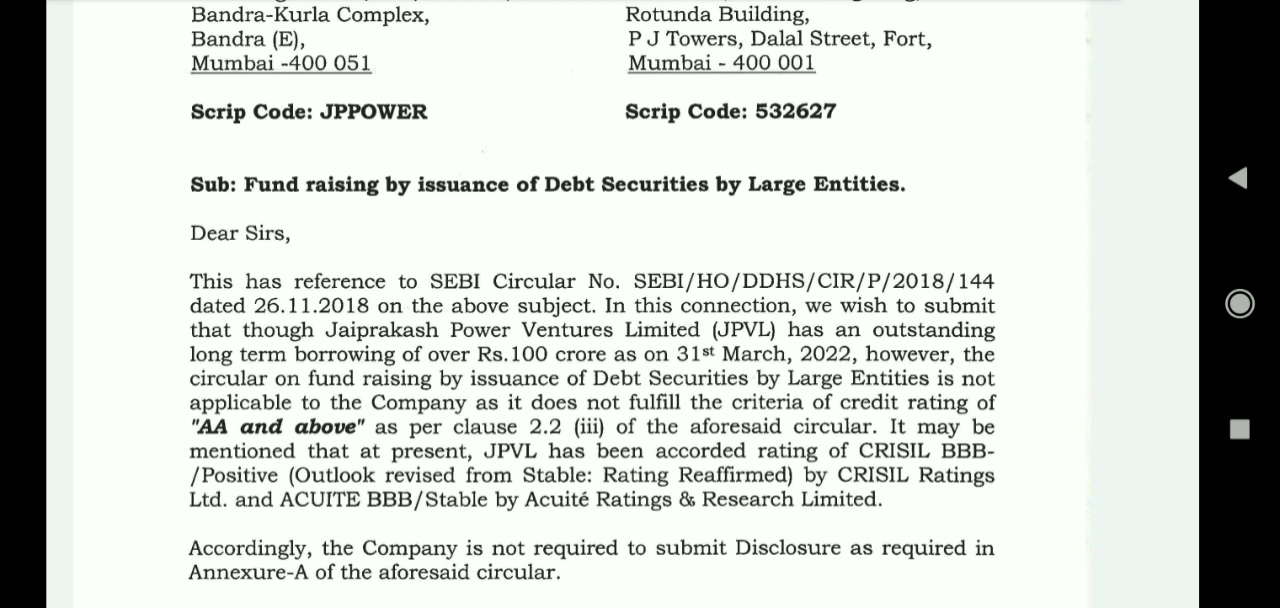 Bandra-Kurla Complex,
Bandra (E),
Mumbai -400 051
Rotunda Building,
P J Towers, Dalal Street, Fort,
Mumbai - 400 001
Scrip Code: JPPOWER
Scrip Code: 532627
Sub: Fund raising by issuance of Debt Securities by Large Entities.
Dear Sirs,
This has reference to SEBI Circular No. SEBI/HO/DDHS/CIR/P/2018/144
dated 26.11.2018 on the above subject. In this connection, we wish to submit
that though Jaiprakash Power Ventures Limited (JPVL) has an outstanding
long term borrowing of over Rs.100 crore as on 31st March, 2022, however, the
circular on fund raising by issuance of Debt Securities by Large Entities is not
applicable to the Company as it does not fulfill the criteria of credit rating of
"AA and above" as per clause 2.2 (iii) of the aforesaid circular. It may be
mentioned that at present, JPVL has been accorded rating of CRISIL BBB-
/Positive (Outlook revised from Stable: Rating Reaffirmed) by CRISIL Ratings
Ltd. and ACUITE BBB/Stable by Acuité Ratings & Research Limited.
Accordingly, the Company is not required to submit Disclosure as required in
Annexure-A of the aforesaid circular.